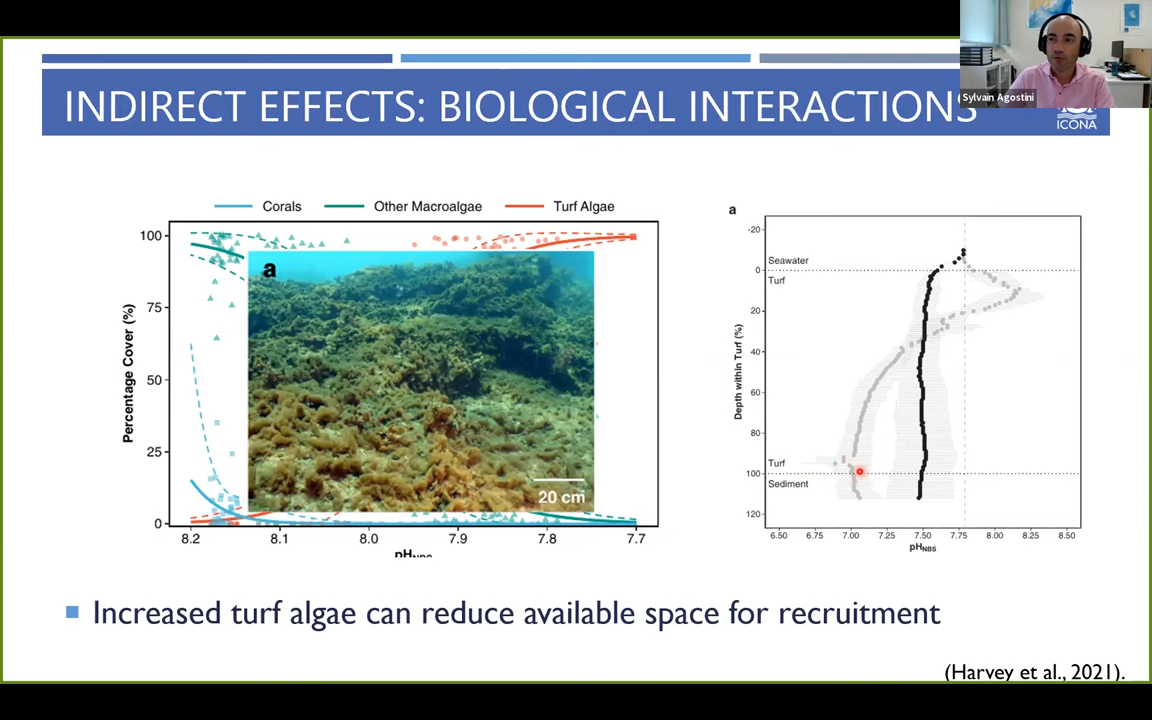 INDIRECT EFFECTS: BIOLOGICAL INTERACTIONS
Sylvain Agostini
ICONA
Corals Other Macroalgae Turf Algae
100
75
50
25
0
Percentage Cover (%)
a
20 cm
8.2 8.1 8.0 7.9 7.8 7.7
pHNBS
a
-20
Seawater
0
Turf
20
40
60
80
Turf
100
Sediment
120
Depth within Turf (%)
6.50 6.75 7.00 7.25 7.50 7.75 8.00 8.25 8.50
pHNBS
Increased turf algae can reduce available space for recruitment
(Harvey et al., 2021).